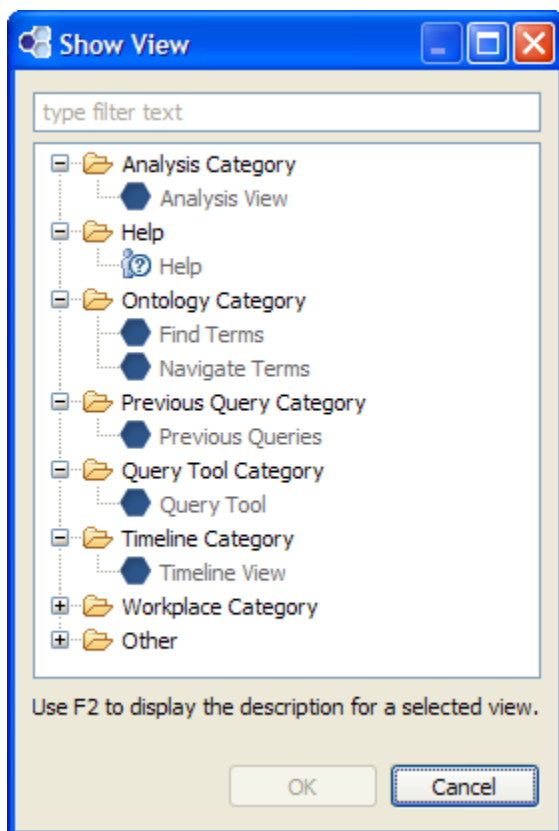 Show View
type filter text
Analysis Category
Analysis View
Help
Help
Ontology Category
Find Terms
Navigate Terms
Previous Query Category
Previous Queries
Query Tool Category
Query Tool
Timeline Category
Timeline View
Workplace Category
Other
Use F2 to display the description for a selected view.
OK
Cancel